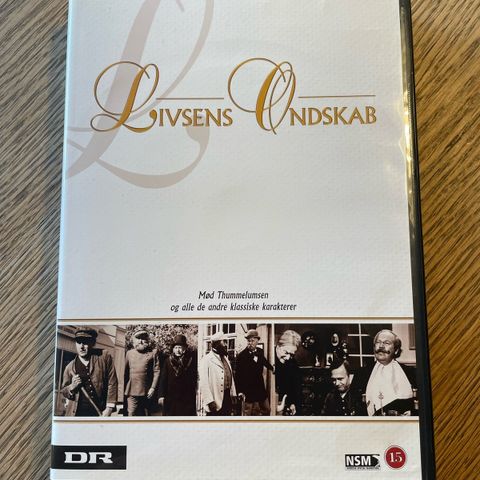 LIVSENS ONDSKAB
Mød Thummelumsen
og alle de andre klassiske karakterer
DR
NSM
15